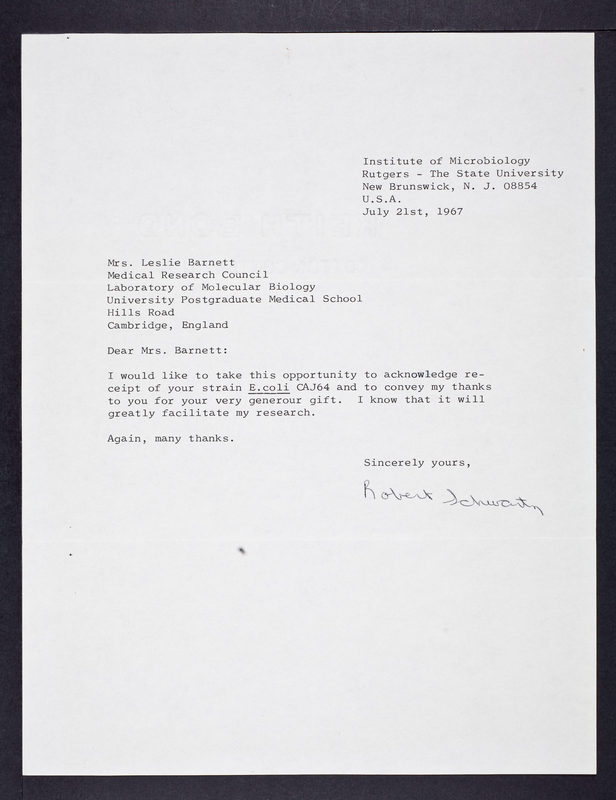 Institute of Microbiology
Rutgers - The State University
New Brunswick, N. J. 08854
U.S.A.
July 21st, 1967
Mrs. Leslie Barnett
Medical Research Council
Laboratory of Molecular Biology
University Postgraduate Medical School
Hills Road
Cambridge, England
Dear Mrs. Barnett:
I would like to take this opportunity to acknowledge re-
ceipt of your strain E.coli CAJ64 and to convey my thanks
to you for your very generour gift. I know that it will
greatly facilitate my research.
Again, many thanks.
Sincerely yours,
Robert Schwartz